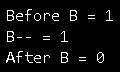 Before B = 1
B-- = 1
After B = 0